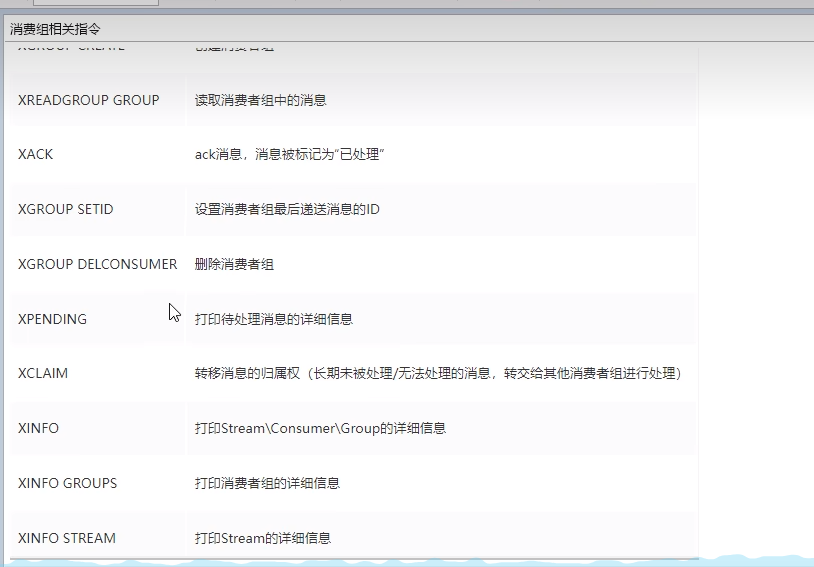 消费组相关指令
XGROUP CREATE 创建消费者组
XREADGROUP GROUP 读取消费者组中的消息
XACK ack消息，消息被标记为“已处理”
XGROUP SETID 设置消费者组最后递送消息的ID
XGROUP DELCONSUMER 删除消费者组
XPENDING 打印待处理消息的详细信息
XCLAIM 转移消息的归属权（长期未被处理/无法处理的消息，转交给其他消费者组进行处理）
XINFO 打印Stream\Consumer\Group的详细信息
XINFO GROUPS 打印消费者组的详细信息
XINFO STREAM 打印Stream的详细信息